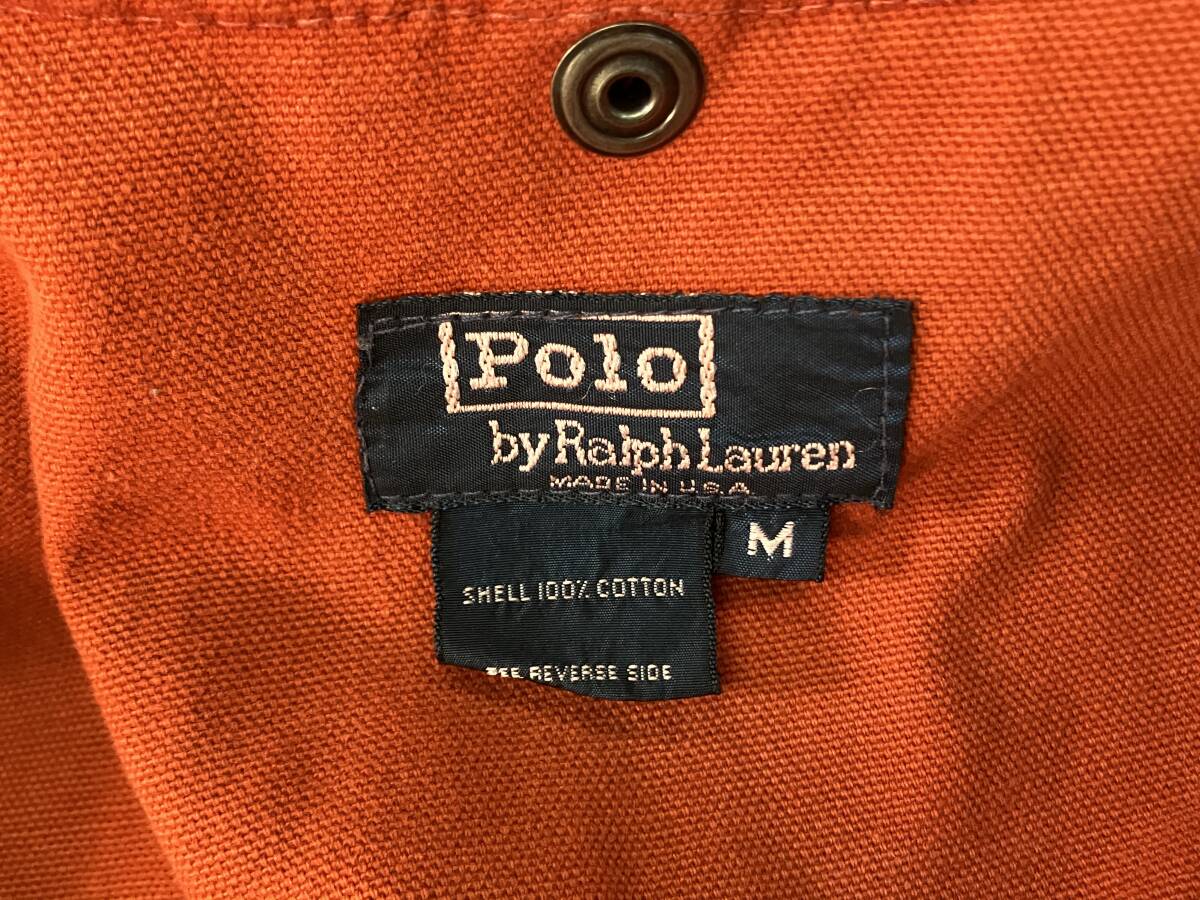 Polo
by Ralph Lauren
MADE IN U.S.A
M
SHELL 100% COTTON
SEE REVERSE SIDE